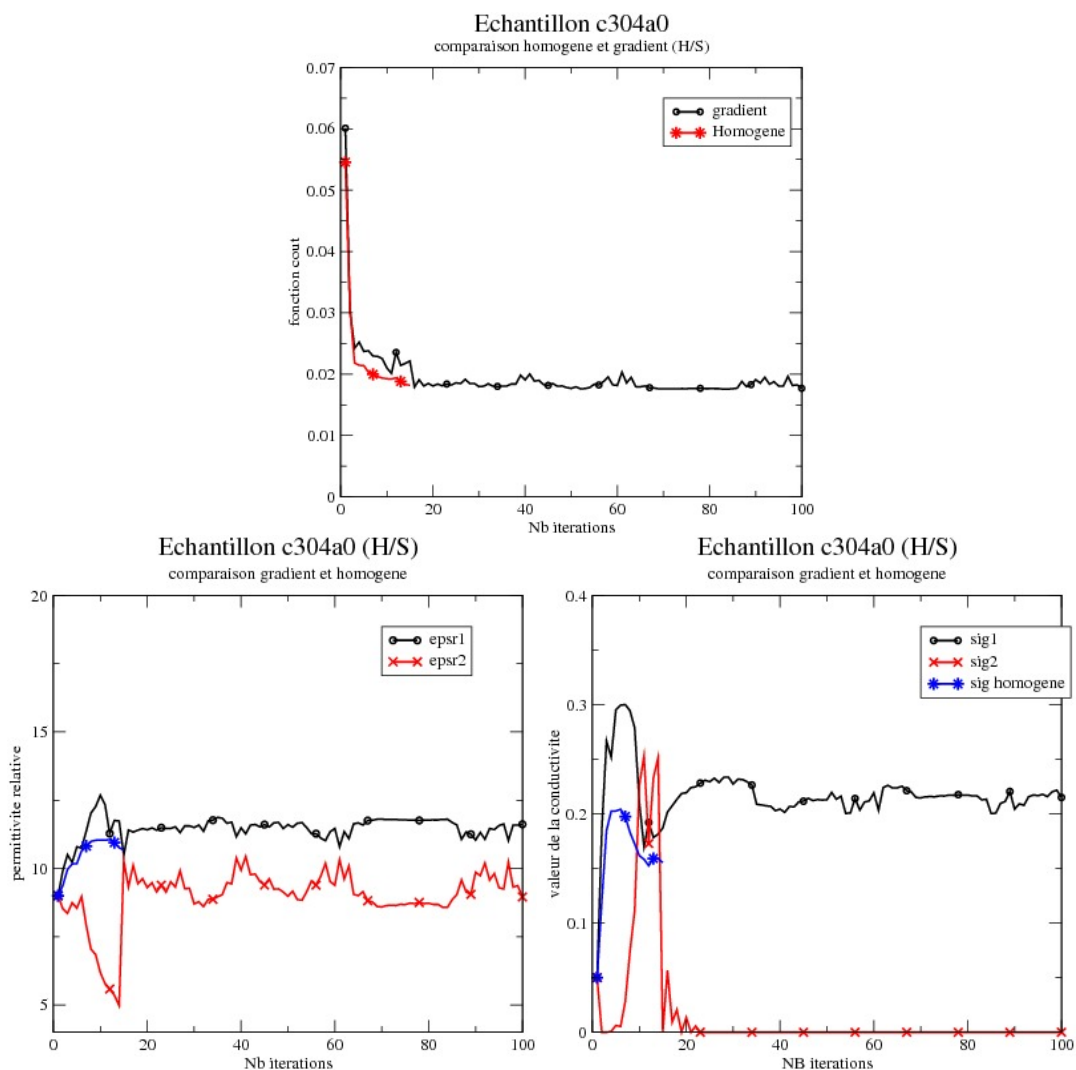 Echantillon c304a0
comparaison homogene et gradient (H/S)
0.07
0.06
0.05
0.04
0.03
0.02
0.01
0
fonction cout
gradient
Homogene
0 20 40 60 80 100
Nb iterations
Echantillon c304a0 (H/S)
comparaison gradient et homogene
20
15
10
5
permittivite relative
epsr1
epsr2
0 20 40 60 80 100
Nb iterations
Echantillon c304a0 (H/S)
comparaison gradient et homogene
0.4
0.3
0.2
0.1
0
valeur de la conductivite
sig1
sig2
sig homogene
0 20 40 60 80 100
NB iterations